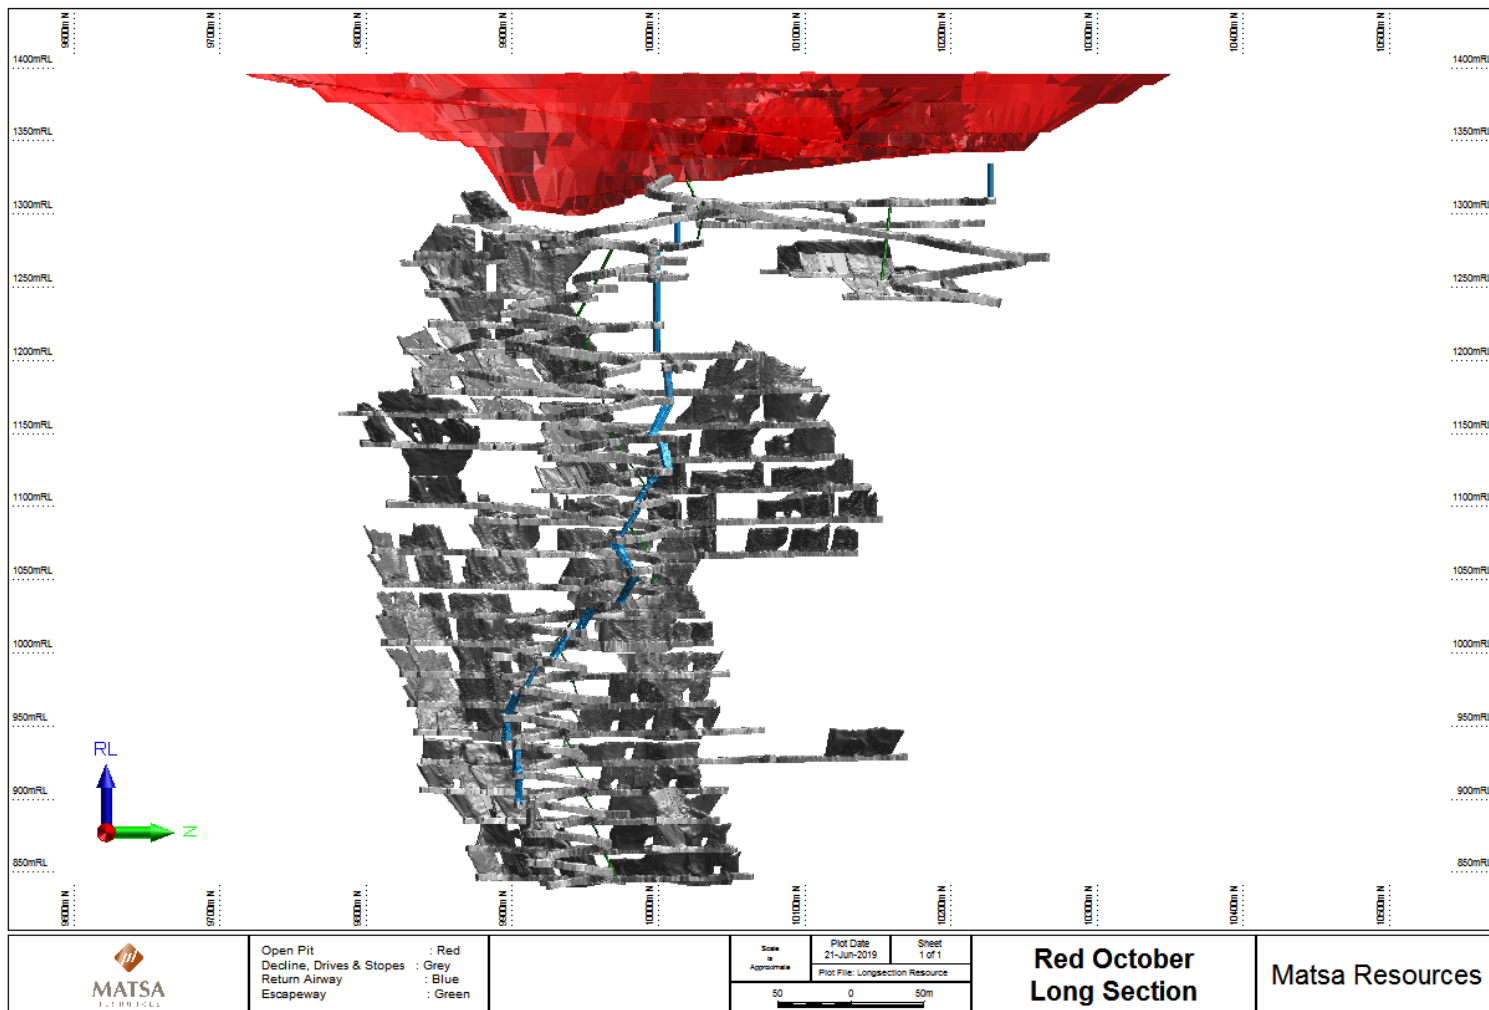 9600m N 9700m N 9800m N 9900m N 10000m N 10100m N 10200m N 10300m N 10400m N 10500m N
1400mRL 1400mRL
1350mRL 1350mRL
1300mRL 1300mRL
1250mRL 1250mRL
1200mRL 1200mRL
1150mRL 1150mRL
1100mRL 1100mRL
1050mRL 1050mRL
1000mRL 1000mRL
950mRL 950mRL
RL
900mRL 900mRL
N
850mRL 850mRL
9600m N 9700m N 9800m N 9900m N 10000m N 10100m N 10200m N 10300m N 10400m N 10500m N
MATSA
RESOURCES
Open Pit : Red
Decline, Drives & Stopes : Grey
Return Airway : Blue
Escapeway : Green
Scale
is
Approximate
Plot Date
21-Jun-2019
Sheet
1 of 1
Plot File: Longsection Resource
50 0 50m
Red October
Long Section
Matsa Resources